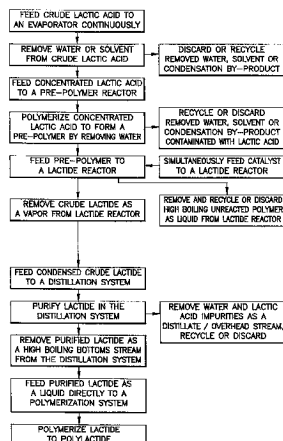 FEED CRUDE LACTIC ACID TO
AN EVAPORATOR CONTINUOUSLY
REMOVE WATER OR SOLVENT
FROM CRUDE LACTIC ACID
DISCARD OR RECYCLE
REMOVED WATER, SOLVENT OR
CONDENSATION BY-PRODUCT
FEED CONCENTRATED LACTIC ACID
TO A PRE-POLYMER REACTOR
POLYMERIZE CONCENTRATED
LACTIC ACID TO FORM A
PRE-POLYMER BY REMOVING WATER
RECYCLE OR DISCARD
REMOVED WATER, SOLVENT OR
CONDENSATION BY-PRODUCT
CONTAMINATED WITH LACTIC ACID
FEED PRE-POLYMER TO
A LACTIDE REACTOR
SIMULTANEOUSLY FEED CATALYST
TO A LACTIDE REACTOR
REMOVE CRUDE LACTIDE AS
A VAPOR FROM LACTIDE REACTOR
REMOVE AND RECYCLE OR DISCARD
HIGH BOILING UNREACTED POLYMER
AS LIQUID FROM LACTIDE REACTOR
FEED CONDENSED CRUDE LACTIDE
TO A DISTILLATION SYSTEM
PURIFY LACTIDE IN THE
DISTILLATION SYSTEM
REMOVE WATER AND LACTIC
ACID IMPURITIES AS A
DISTILLATE / OVERHEAD STREAM,
RECYCLE OR DISCARD
REMOVE PURIFIED LACTIDE AS
A HIGH BOILING BOTTOMS STREAM
FROM THE DISTILLATION SYSTEM
FEED PURIFIED LACTIDE AS
A LIQUID DIRECTLY TO A
POLYMERIZATION SYSTEM
POLYMERIZE LACTIDE
TO POLYLACTIDE